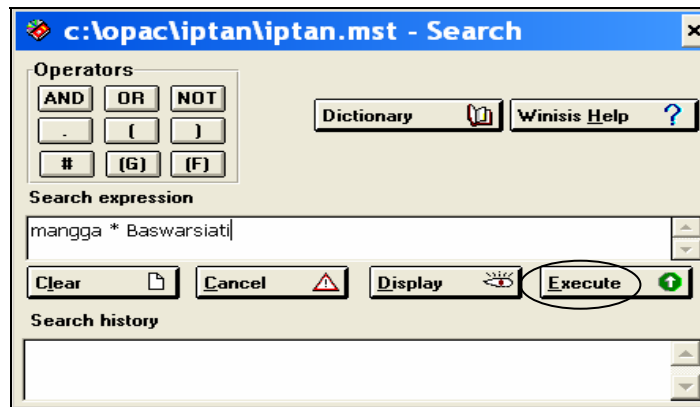 c:\opac\iptan\iptan.mst - Search
Operators
AND OR NOT
. ( )
# (G) (F)
Dictionary Winisis Help ?
Search expression
mangga * Baswarsiati
Clear Cancel Display Execute
Search history